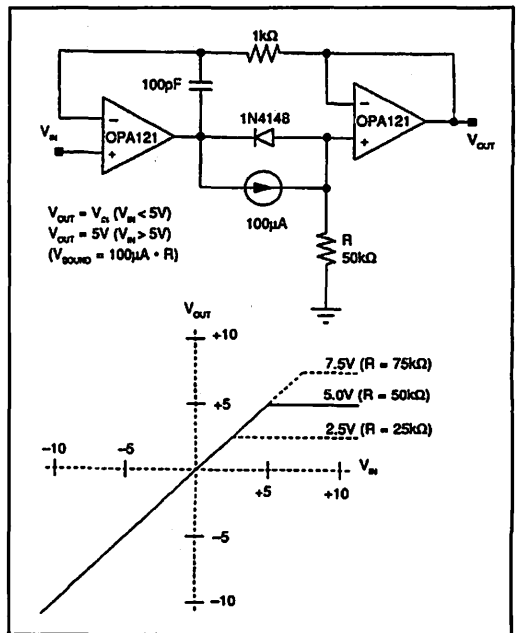 1kΩ
100pF
1N4148
OPA121
OPA121
V_IN
V_OUT
−
+
−
+
100μA
R
50kΩ
V_OUT = (V_IN < 5V)
V_OUT = 5V (V_IN > 5V)
(V_BOUND = 100μA • R)
V_OUT
+10
7.5V (R = 75kΩ)
+5
5.0V (R = 50kΩ)
2.5V (R = 25kΩ)
−10
−5
V_IN
+5
+10
−5
−10